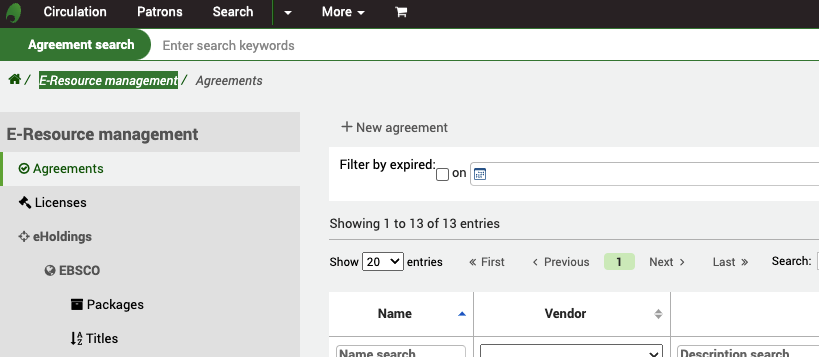 Circulation Patrons Search More
Agreement search Enter search keywords
/ E-Resource management / Agreements
E-Resource management
Agreements
Licenses
eHoldings
EBSCO
Packages
Titles
+ New agreement
Filter by expired: on
Showing 1 to 13 of 13 entries
Show 20 entries First Previous 1 Next Last Search:
Name Vendor
Name search Description search